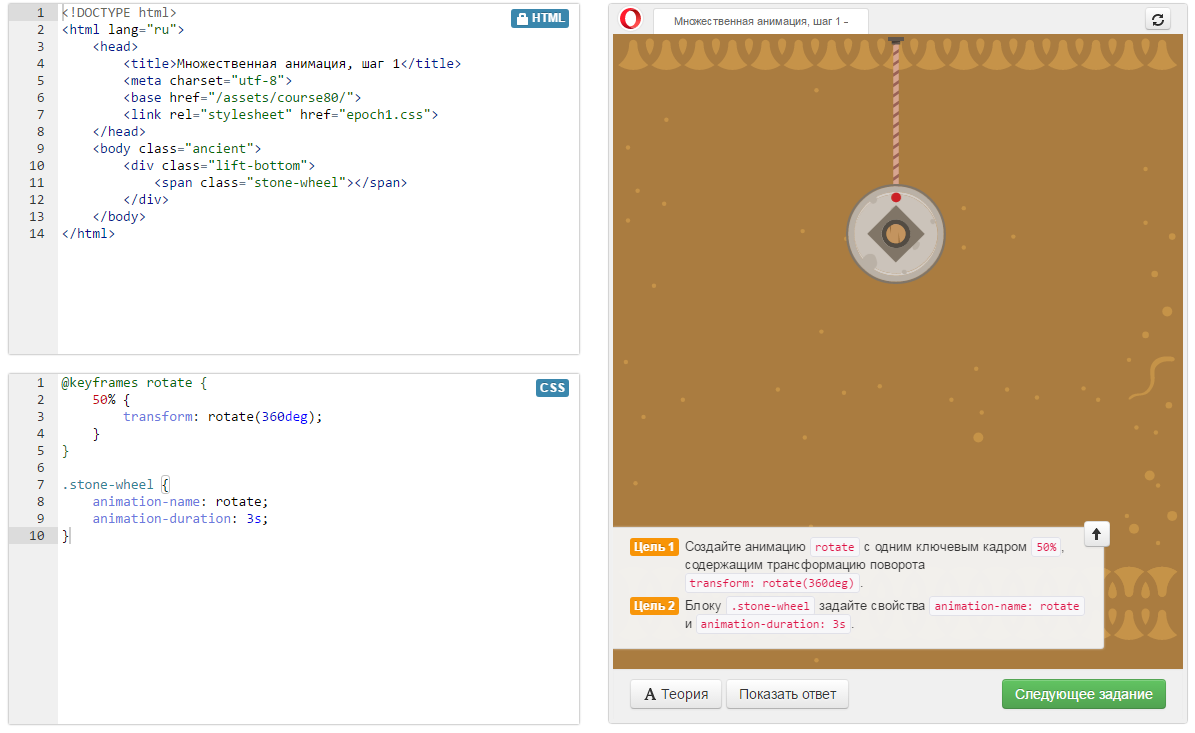 1 <!DOCTYPE html>
HTML
2 <html lang="ru">
3 <head>
4 <title>Множественная анимация, шаг 1</title>
5 <meta charset="utf-8">
6 <base href="/assets/course80/">
7 <link rel="stylesheet" href="epoch1.css">
8 </head>
9 <body class="ancient">
10 <div class="lift-bottom">
11 <span class="stone-wheel"></span>
12 </div>
13 </body>
14 </html>
1 @keyframes rotate {
CSS
2 50% {
3 transform: rotate(360deg);
4 }
5 }
6
7 .stone-wheel {
8 animation-name: rotate;
9 animation-duration: 3s;
10 }
Множественная анимация, шаг 1 -
Цель 1 Создайте анимацию rotate с одним ключевым кадром 50%,
содержащим трансформацию поворота
transform: rotate(360deg).
Цель 2 Блоку .stone-wheel задайте свойства animation-name: rotate
и animation-duration: 3s.
A Теория
Показать ответ
Следующее задание